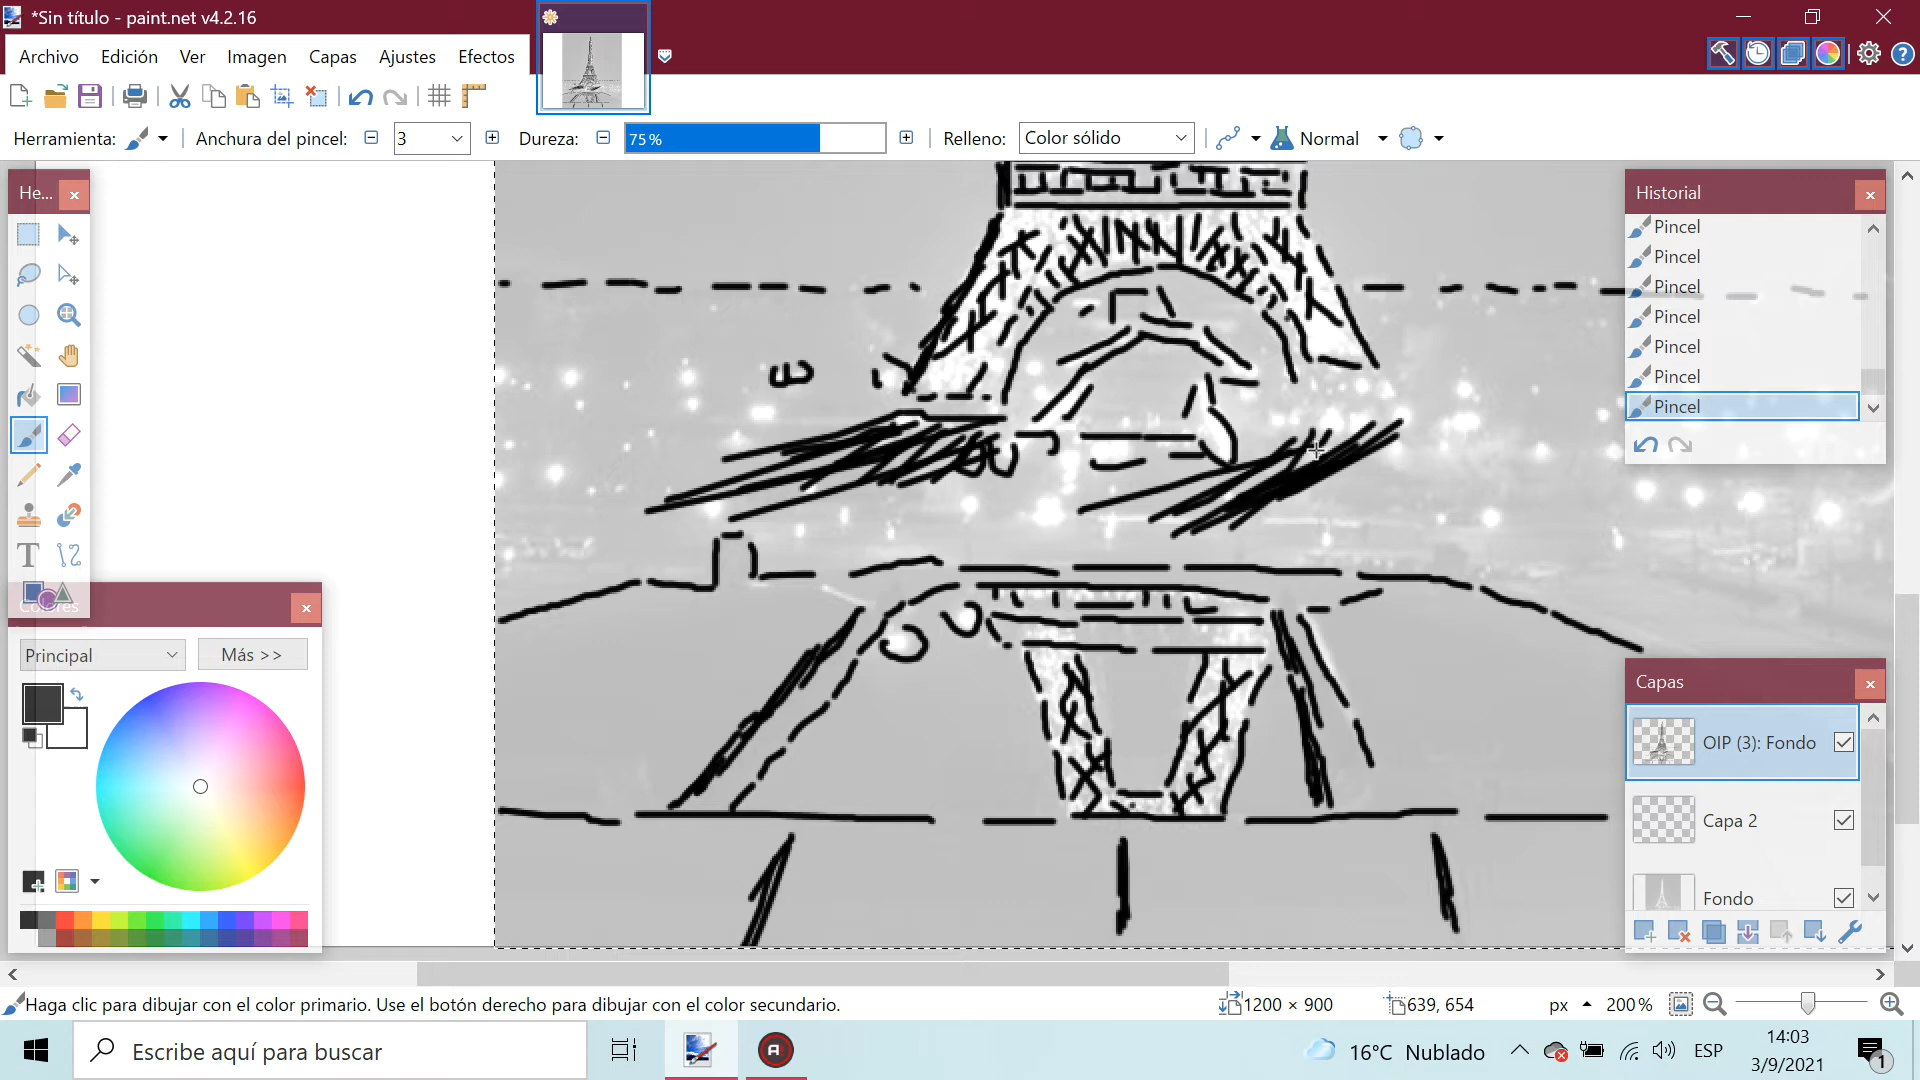 *Sin título - paint.net v4.2.16
Archivo Edición Ver Imagen Capas Ajustes Efectos
Herramienta: Anchura del pincel: 3 Dureza: 75% Relleno: Color sólido Normal
He...
Historial
Pincel
Pincel
Pincel
Pincel
Pincel
Pincel
Pincel
Colores
Principal Más >>
Capas
OIP (3): Fondo
Capa 2
Fondo
Haga clic para dibujar con el color primario. Use el botón derecho para dibujar con el color secundario. 1200 × 900 639, 654 px 200%
Escribe aquí para buscar 16°C Nublado ESP 14:03
3/9/2021 1